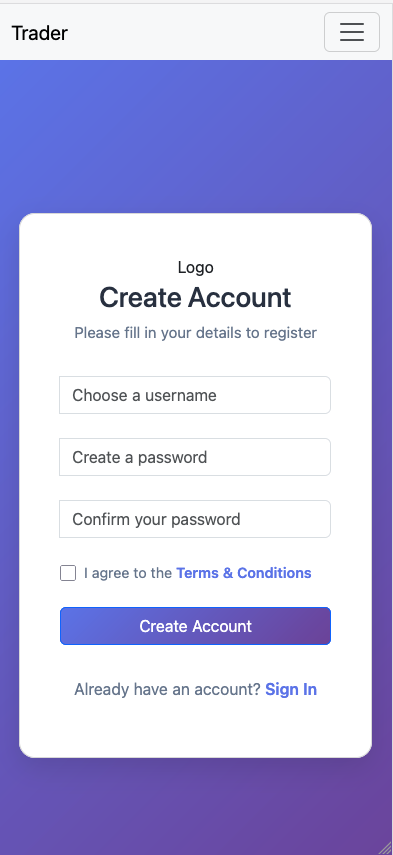 Trader
Logo
Create Account
Please fill in your details to register
Choose a username
Create a password
Confirm your password
I agree to the Terms & Conditions
Create Account
Already have an account? Sign In